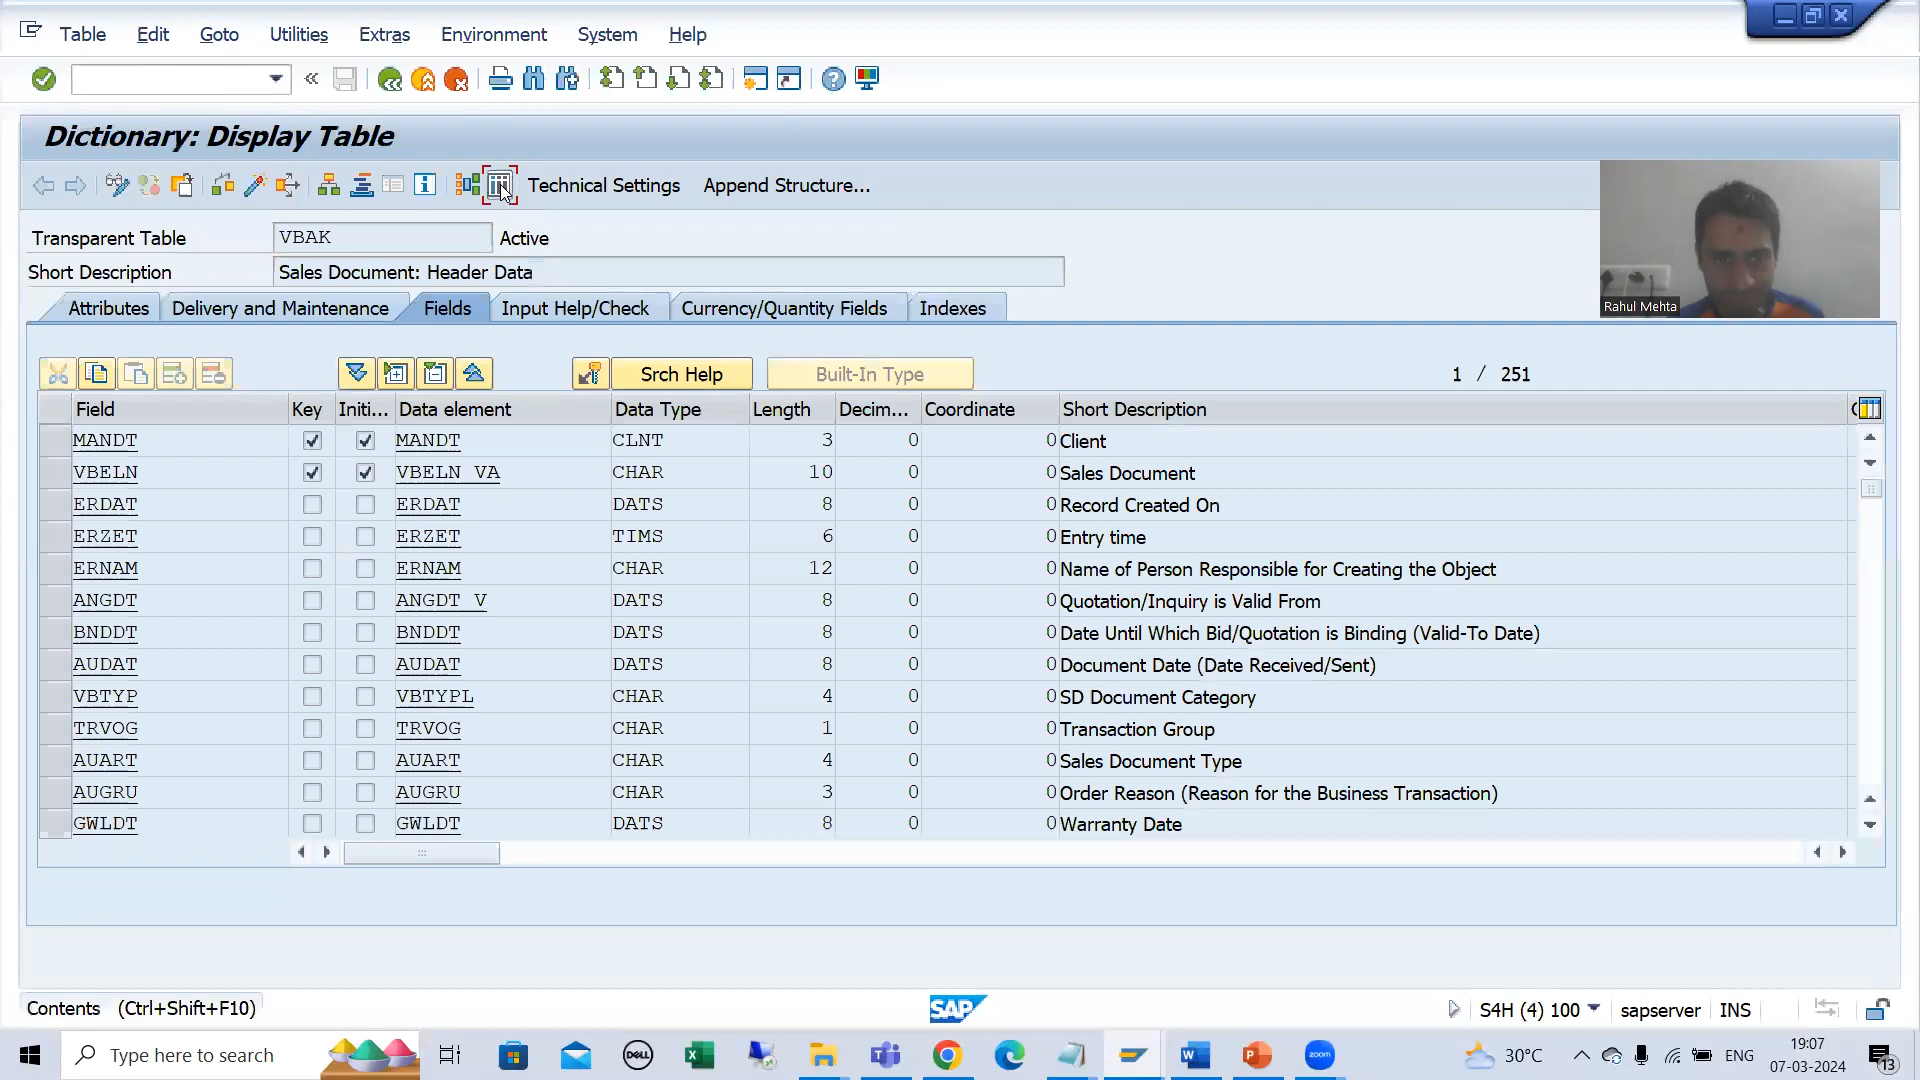 Table Edit Goto Utilities Extras Environment System Help
Dictionary: Display Table
Technical Settings Append Structure...
Transparent Table VBAK Active
Short Description Sales Document: Header Data
Rahul Mehta
Attributes Delivery and Maintenance Fields Input Help/Check Currency/Quantity Fields Indexes
Srch Help Built-In Type 1 / 251
Field Key Initi... Data element Data Type Length Decim... Coordinate Short Description
MANDT MANDT CLNT 3 0 0 Client
VBELN VBELN_VA CHAR 10 0 0 Sales Document
ERDAT ERDAT DATS 8 0 0 Record Created On
ERZET ERZET TIMS 6 0 0 Entry time
ERNAM ERNAM CHAR 12 0 0 Name of Person Responsible for Creating the Object
ANGDT ANGDT_V DATS 8 0 0 Quotation/Inquiry is Valid From
BNDDT BNDDT DATS 8 0 0 Date Until Which Bid/Quotation is Binding (Valid-To Date)
AUDAT AUDAT DATS 8 0 0 Document Date (Date Received/Sent)
VBTYP VBTYPL CHAR 4 0 0 SD Document Category
TRVOG TRVOG CHAR 1 0 0 Transaction Group
AUART AUART CHAR 4 0 0 Sales Document Type
AUGRU AUGRU CHAR 3 0 0 Order Reason (Reason for the Business Transaction)
GWLDT GWLDT DATS 8 0 0 Warranty Date
Contents (Ctrl+Shift+F10) SAP S4H (4) 100 sapserver INS
Type here to search DELL zoom 30°C ENG 19:07
07-03-2024 13